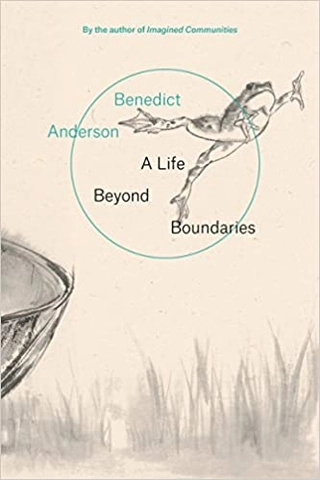 By the author of Imagined Communities
Benedict
Anderson
A Life
Beyond
Boundaries